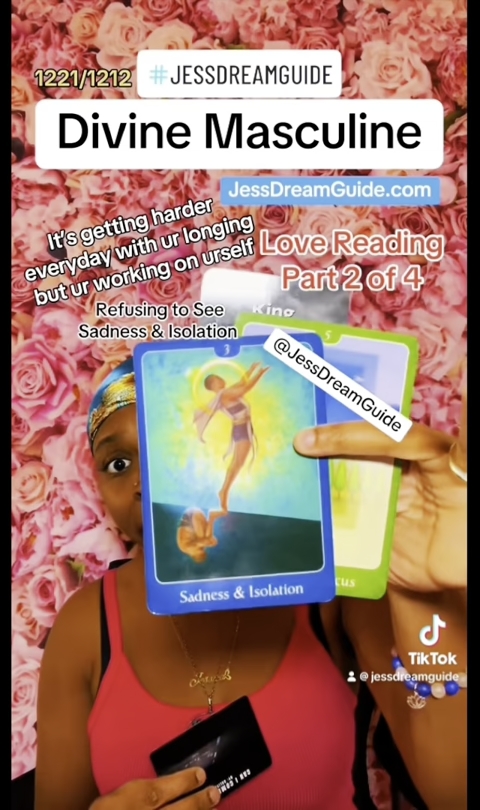 1221/1212
#JESSDREAMGUIDE
Divine Masculine
JessDreamGuide.com
It's getting harder
everyday with ur longing
but ur working on urself
Love Reading
Part 2 of 4
Refusing to See
Sadness & Isolation
King
3
5
@JessDreamGuide
Sadness & Isolation
cus
TikTok
@jessdreamguide